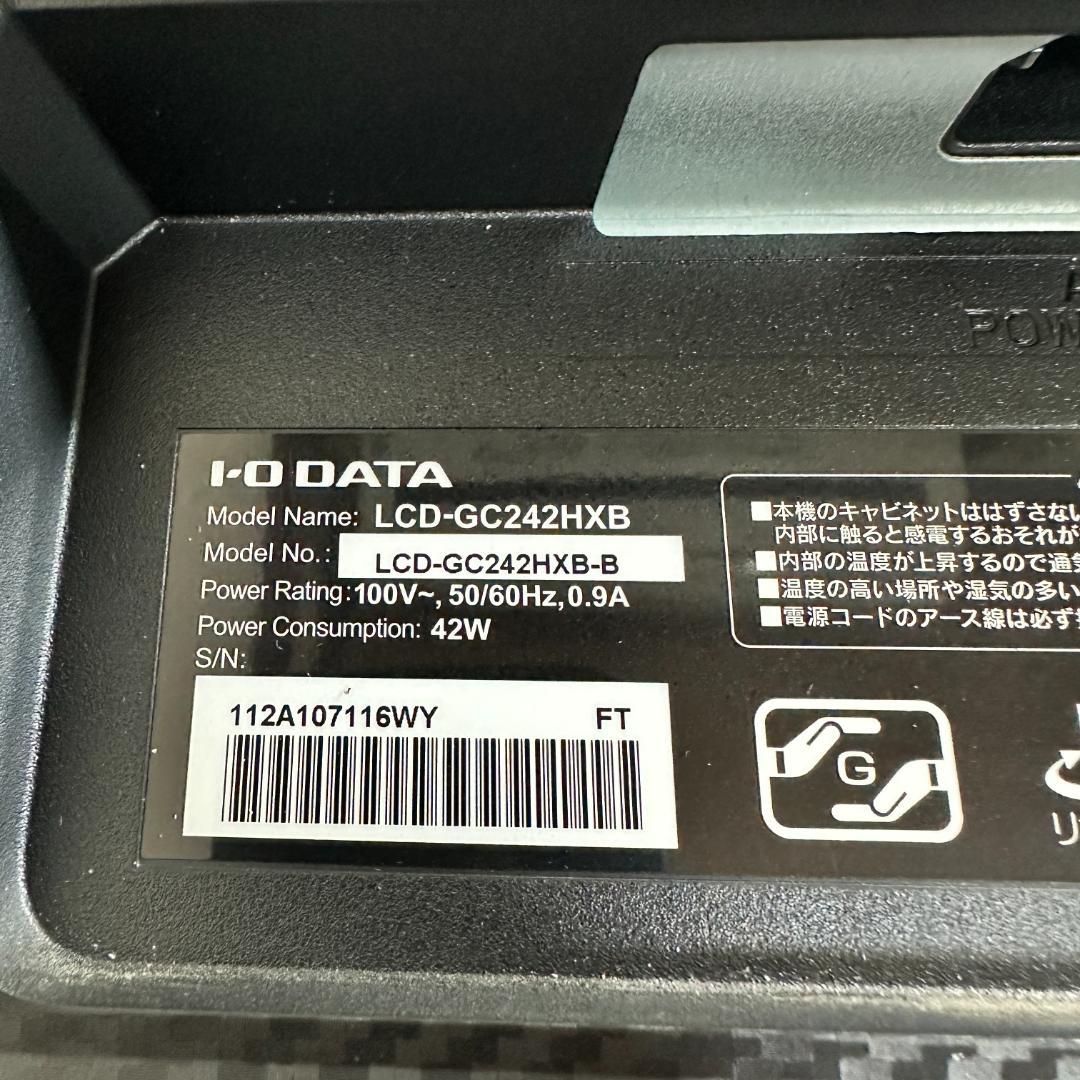 POW
I-O DATA
Model Name: LCD-GC242HXB
Model No.: LCD-GC242HXB-B
Power Rating: 100V~, 50/60Hz, 0.9A
Power Consumption: 42W
S/N:
112A107116WY FT
■本機のキャビネットははずさない
内部に触ると感電するおそれが
■内部の温度が上昇するので通気
■温度の高い場所や湿気の多い
■電源コードのアース線は必ず
G
リ